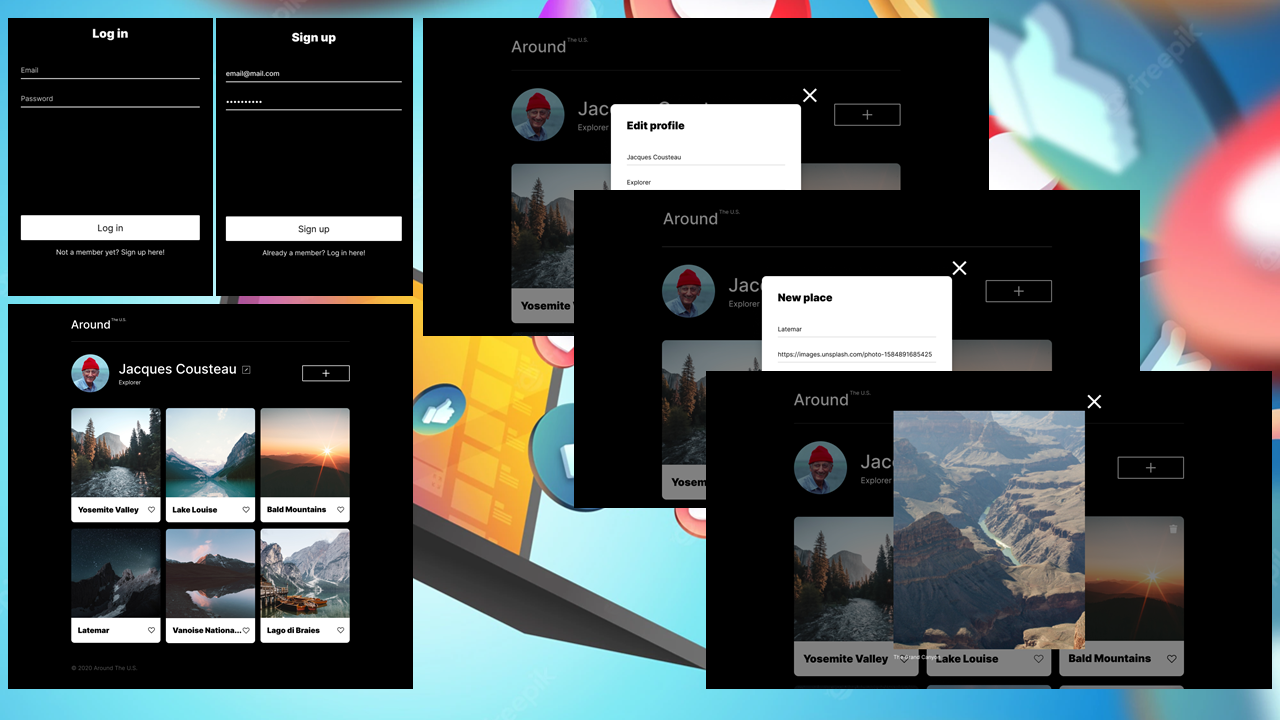 Log in
Email
Password
Log in
Not a member yet? Sign up here!
Sign up
email@mail.com
Sign up
Already a member? Log in here!
Around The U.S.
Jacques Cousteau
Explorer
Yosemite Valley
Lake Louise
Bald Mountains
Latemar
Vanoise Nationa...
Lago di Braies
© 2020 Around The U.S.
Around The U.S.
Jac
Explorer
Edit profile
Jacques Cousteau
Explorer
Yosemite
Around The U.S.
Jac
Explorer
New place
Latemar
https://images.unsplash.com/photo-1584891685425
Yosem
Around The U.S.
Jac
Explorer
Yosemite Valley
The Grand Canyon
Lake Louise
Bald Mountains
freepik